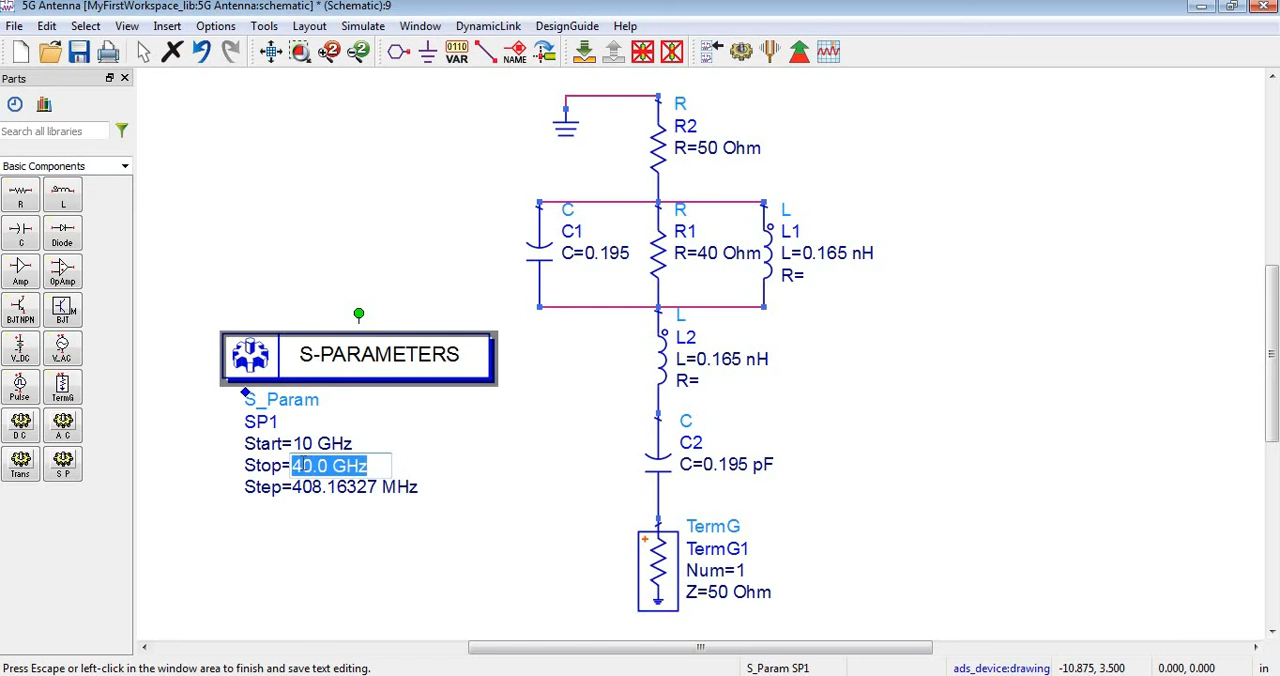 5G Antenna [MyFirstWorkspace_lib:5G Antenna:schematic] * (Schematic):9
File Edit Select View Insert Options Tools Layout Simulate Window DynamicLink DesignGuide Help
0110
VAR
NAME
Parts
Search all libraries
Basic Components
R
L
C
Diode
Amp
OpAmp
BJTNPN
BJT
V_DC
V_AC
Pulse
TermG
D C
A C
Trans
S P
R
R2
R=50 Ohm
C
C1
C=0.195
R
R1
R=40 Ohm
L
L1
L=0.165 nH
R=
L
L2
L=0.165 nH
R=
C
C2
C=0.195 pF
TermG
TermG1
Num=1
Z=50 Ohm
S-PARAMETERS
S_Param
SP1
Start=10 GHz
Stop=40.0 GHz
Step=408.16327 MHz
Press Escape or left-click in the window area to finish and save text editing.
S_Param SP1
ads_device:drawing
-10.875, 3.500
0.000, 0.000
in